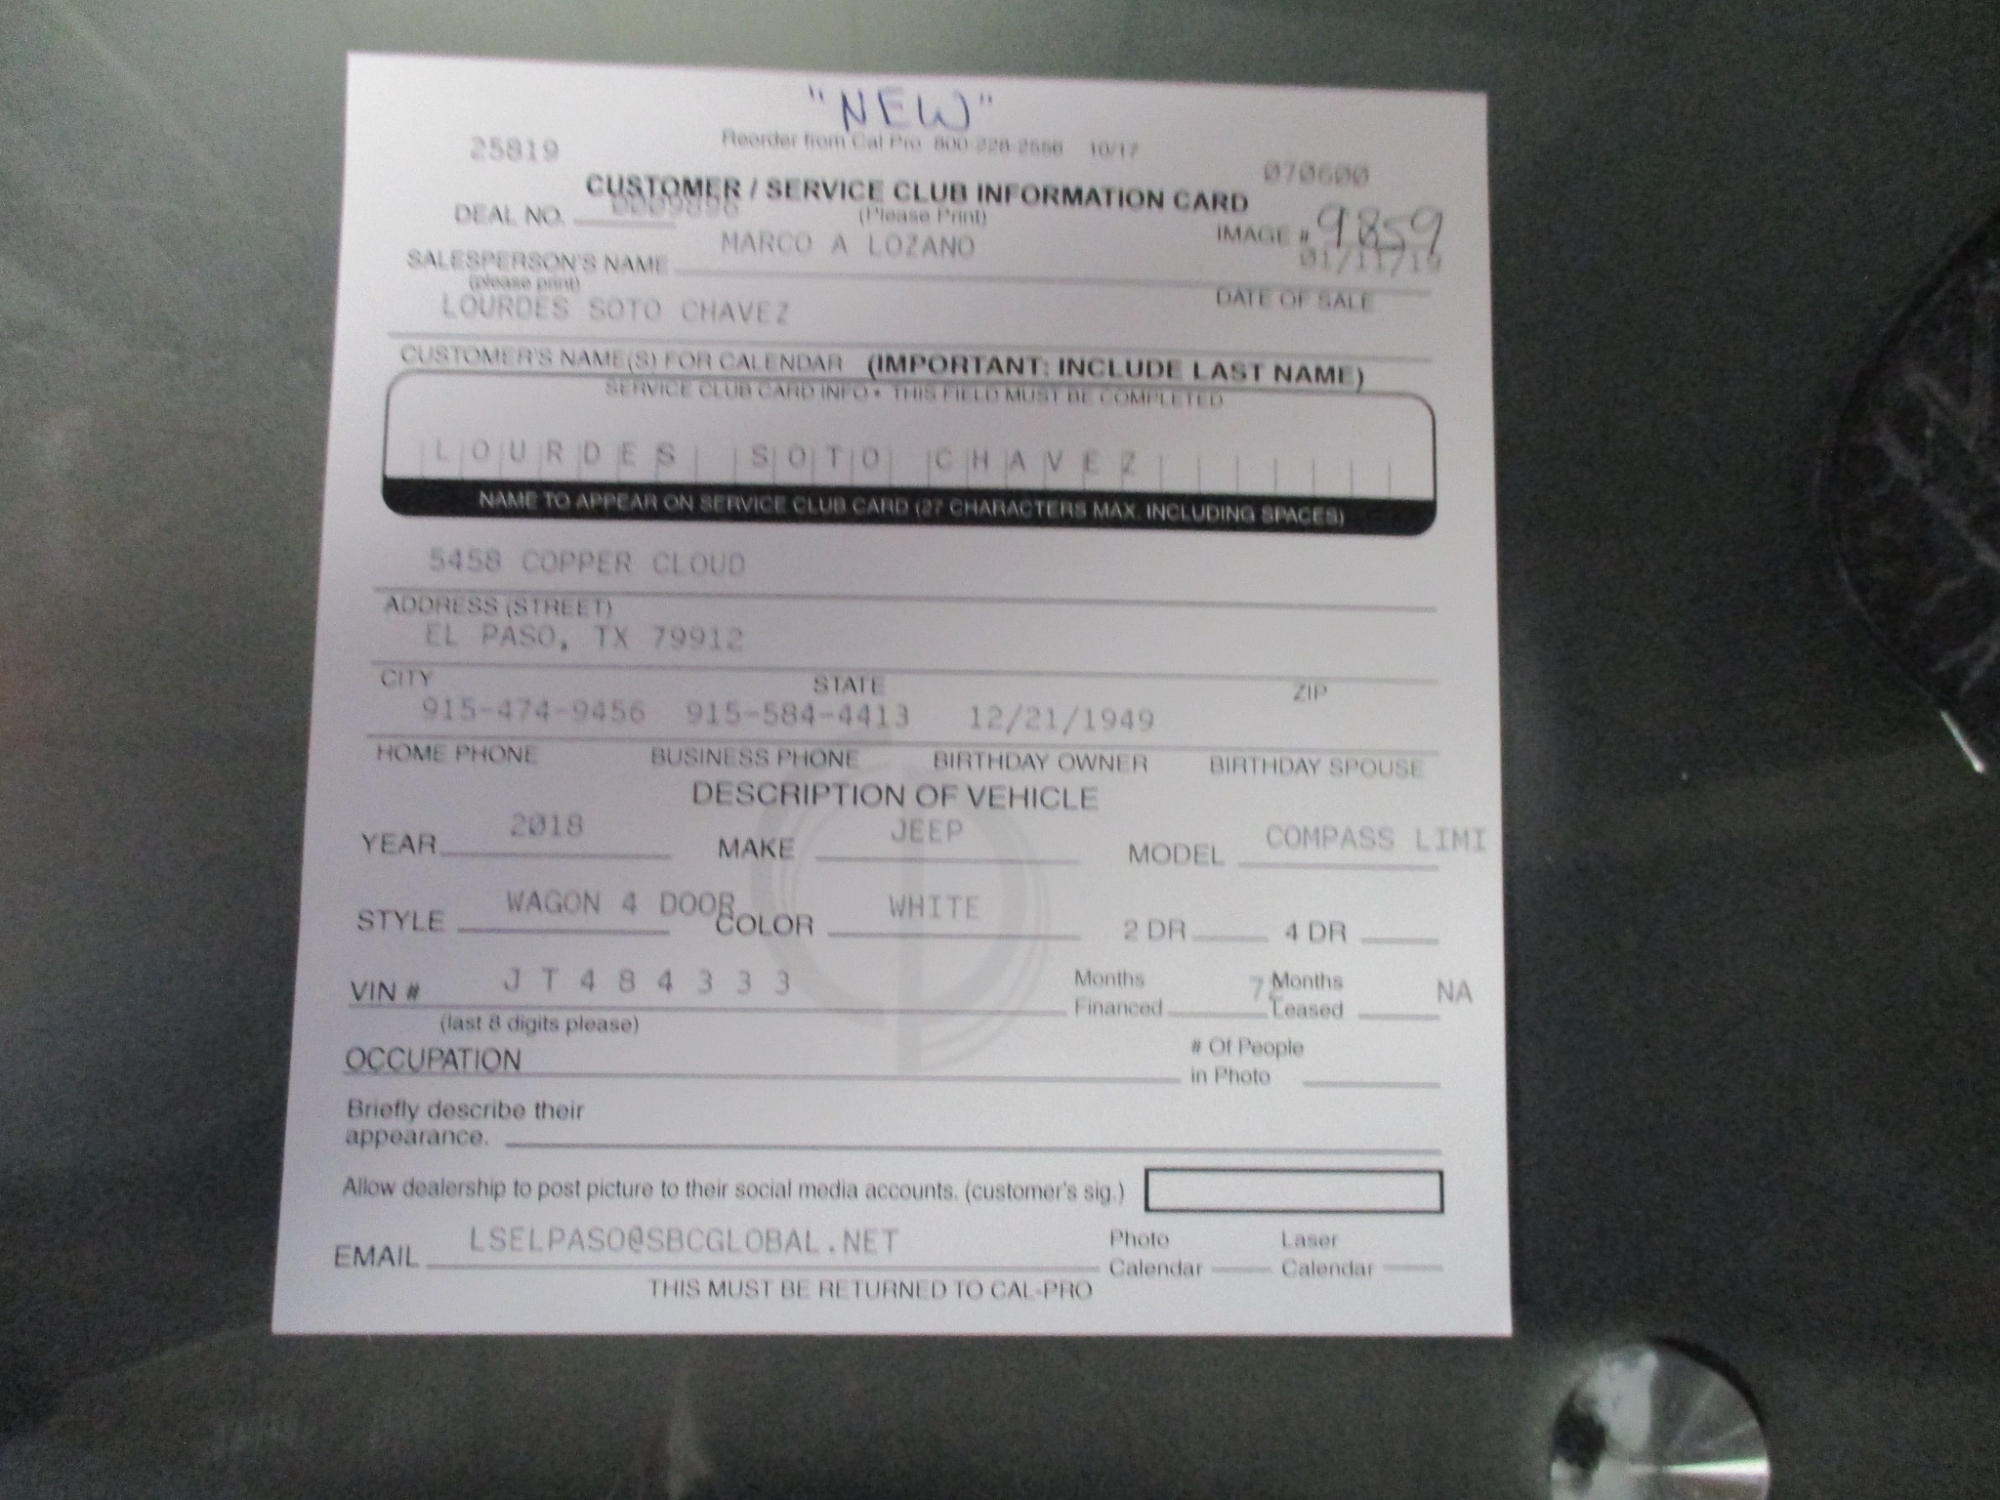 "NEW"
25819 Reorder from Cal Pro 800-228-2556 10/17 070600
CUSTOMER / SERVICE CLUB INFORMATION CARD
DEAL NO. 0009896 (Please Print) IMAGE # 9859
SALESPERSON'S NAME MARCO A LOZANO 01/11/19
(please print) DATE OF SALE
LOURDES SOTO CHAVEZ
CUSTOMER'S NAME(S) FOR CALENDAR (IMPORTANT: INCLUDE LAST NAME)
SERVICE CLUB CARD INFO • THIS FIELD MUST BE COMPLETED
LOURDES SOTO CHAVEZ
NAME TO APPEAR ON SERVICE CLUB CARD (27 CHARACTERS MAX. INCLUDING SPACES)
5458 COPPER CLOUD
ADDRESS (STREET)
EL PASO, TX 79912
CITY STATE ZIP
915-474-9456 915-584-4413 12/21/1949
HOME PHONE BUSINESS PHONE BIRTHDAY OWNER BIRTHDAY SPOUSE
DESCRIPTION OF VEHICLE
YEAR 2018 MAKE JEEP MODEL COMPASS LIMI
STYLE WAGON 4 DOOR COLOR WHITE 2 DR 4 DR
VIN # J T 4 8 4 3 3 3 Months Financed Months Leased NA
(last 8 digits please)
OCCUPATION # Of People in Photo
Briefly describe their
appearance.
Allow dealership to post picture to their social media accounts. (customer's sig.)
EMAIL LSELPASO@SBCGLOBAL.NET Photo Calendar Laser Calendar
THIS MUST BE RETURNED TO CAL-PRO